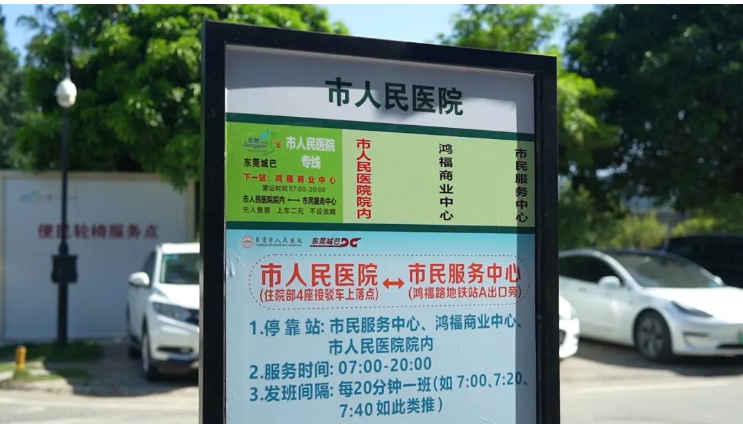 市人民医院
东莞
市人民医院
专线
东莞城巴
下一站:鸿福商业中心
营运时间 07:00-20:00
市人民医院院内 ⟷ 市民服务中心
无人售票 上车二元 不设找赎
市人民医院院内
鸿福商业中心
市民服务中心
东莞市人民医院
东莞城巴
市人民医院 ↔ 市民服务中心
(住院部4座接驳车上落点) (鸿福路地铁站A出口旁)
1.停靠站:市民服务中心、鸿福商业中心、
市人民医院院内
2.服务时间:07:00-20:00
3.发班间隔:每20分钟一班(如 7:00、7:20、
7:40 如此类推)
便民轮椅服务点